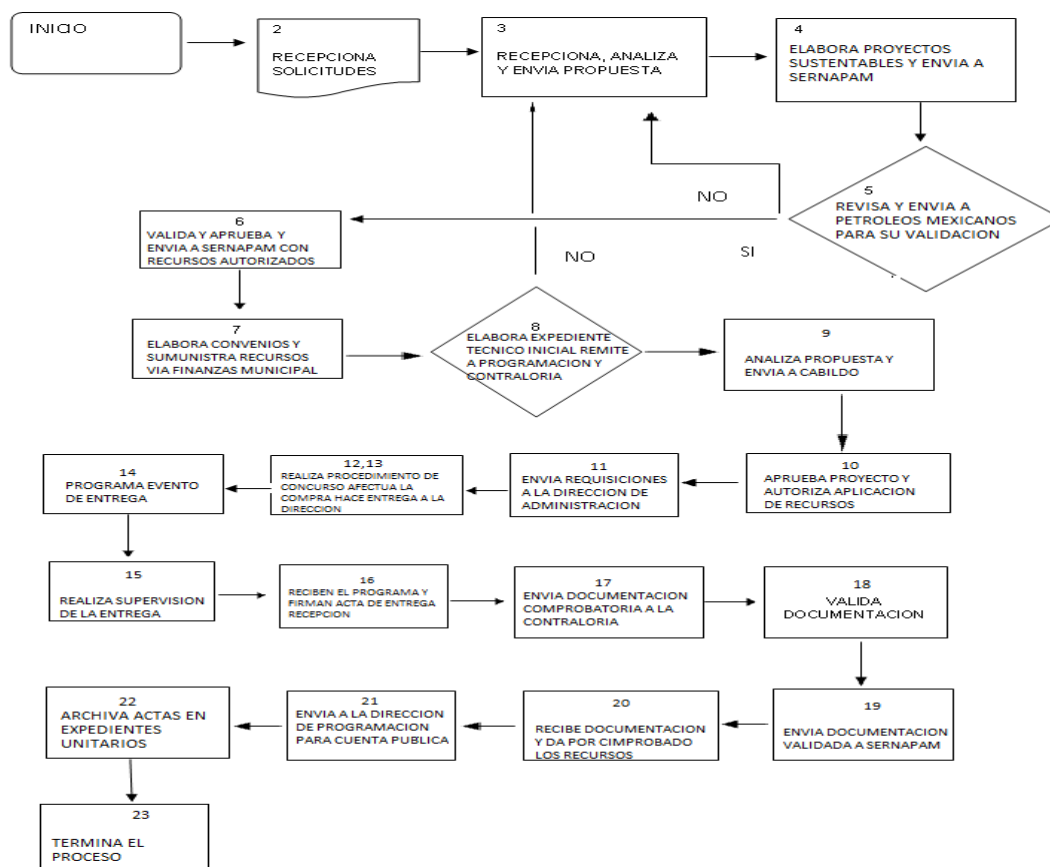 INICIO
2
RECEPCIONA
SOLICITUDES
3
RECEPCIONA, ANALIZA
Y ENVIA PROPUESTA
4
ELABORA PROYECTOS
SUSTENTABLES Y ENVIA A
SERNAPAM
5
REVISA Y ENVIA A
PETROLEOS MEXICANOS
PARA SU VALIDACION
NO
SI
6
VALIDA Y APRUEBA Y
ENVIA A SERNAPAM CON
RECURSOS AUTORIZADOS
NO
7
ELABORA CONVENIOS Y
SUMUNISTRA RECURSOS
VIA FINANZAS MUNICIPAL
8
ELABORA EXPEDIENTE
TECNICO INICIAL REMITE
A PROGRAMACION Y
CONTRALORIA
9
ANALIZA PROPUESTA Y
ENVIA A CABILDO
10
APRUEBA PROYECTO Y
AUTORIZA APLICACION
DE RECURSOS
11
ENVIA REQUISICIONES
A LA DIRECCION DE
ADMINISTRACION
12,13
REALIZA PROCEDIMIENTO DE
CONCURSO AFECTUA LA
COMPRA HACE ENTREGA A LA
DIRECCION
14
PROGRAMA EVENTO
DE ENTREGA
15
REALIZA SUPERVISION
DE LA ENTREGA
16
RECIBEN EL PROGRAMA Y
FIRMAN ACTA DE ENTREGA
RECEPCION
17
ENVIA DOCUMENTACION
COMPROBATORIA A LA
CONTRALORIA
18
VALIDA
DOCUMENTACION
19
ENVIA DOCUMENTACION
VALIDADA A SERNAPAM
20
RECIBE DOCUMENTACION
Y DA POR CIMPROBADO
LOS RECURSOS
21
ENVIA A LA DIRECCION
DE PROGRAMACION
PARA CUENTA PUBLICA
22
ARCHIVA ACTAS EN
EXPEDIENTES
UNITARIOS
23
TERMINA EL
PROCESO